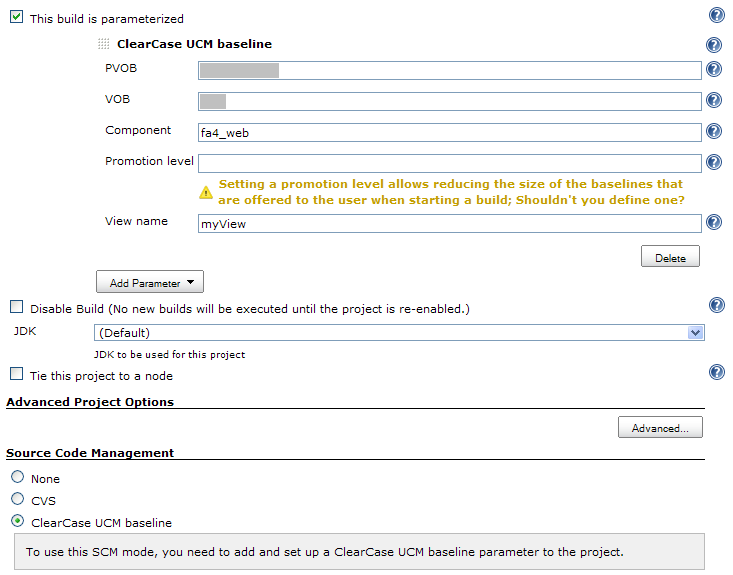 This build is parameterized
ClearCase UCM baseline
PVOB
VOB
Component fa4_web
Promotion level
Setting a promotion level allows reducing the size of the baselines that
are offered to the user when starting a build; Shouldn't you define one?
View name myView
Delete
Add Parameter
Disable Build (No new builds will be executed until the project is re-enabled.)
JDK (Default)
JDK to be used for this project
Tie this project to a node
Advanced Project Options
Advanced...
Source Code Management
None
CVS
ClearCase UCM baseline
To use this SCM mode, you need to add and set up a ClearCase UCM baseline parameter to the project.